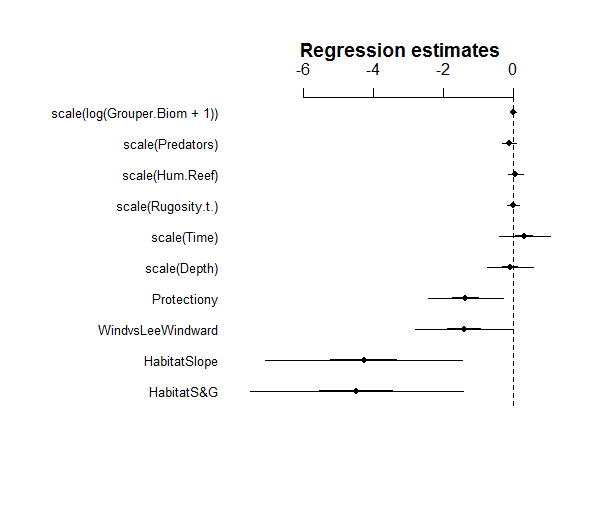 Regression estimates
-6 -4 -2 0
scale(log(Grouper.Biom + 1))
scale(Predators)
scale(Hum.Reef)
scale(Rugosity.t.)
scale(Time)
scale(Depth)
Protectiony
WindvsLeeWindward
HabitatSlope
HabitatS&G